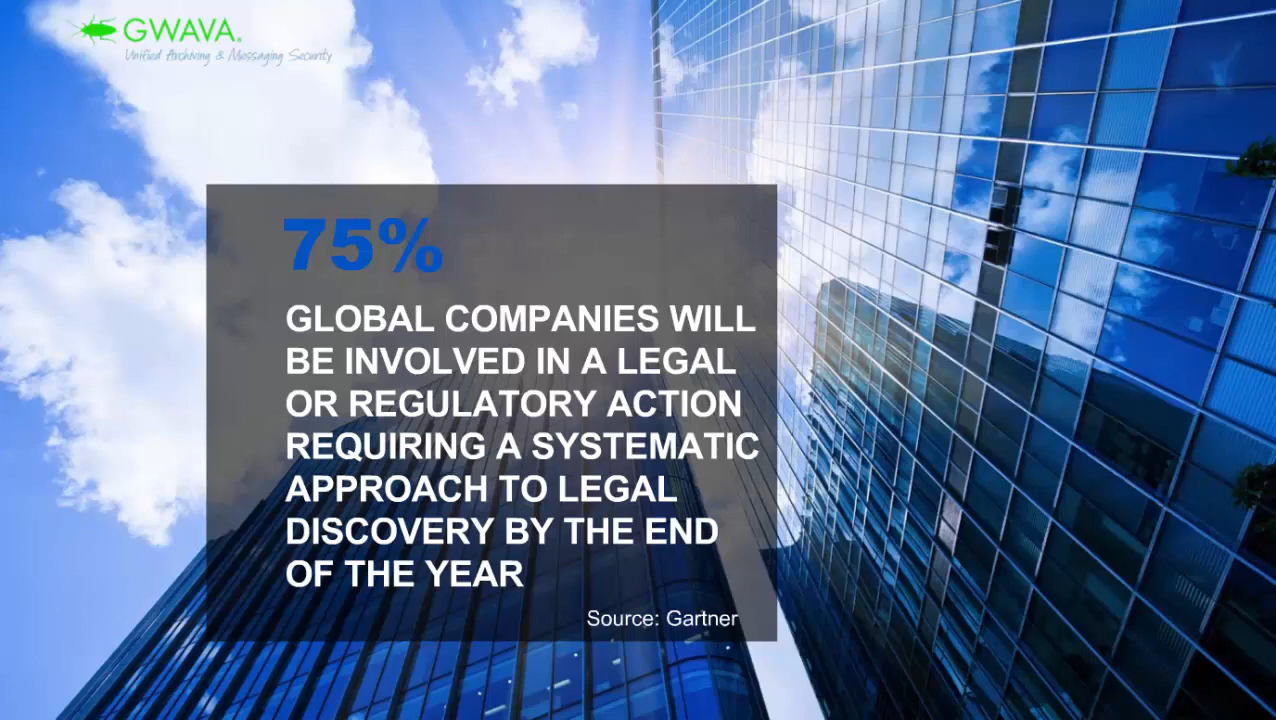 GWAVA.
Unified Archiving & Messaging Security
75%
GLOBAL COMPANIES WILL
BE INVOLVED IN A LEGAL
OR REGULATORY ACTION
REQUIRING A SYSTEMATIC
APPROACH TO LEGAL
DISCOVERY BY THE END
OF THE YEAR
Source: Gartner